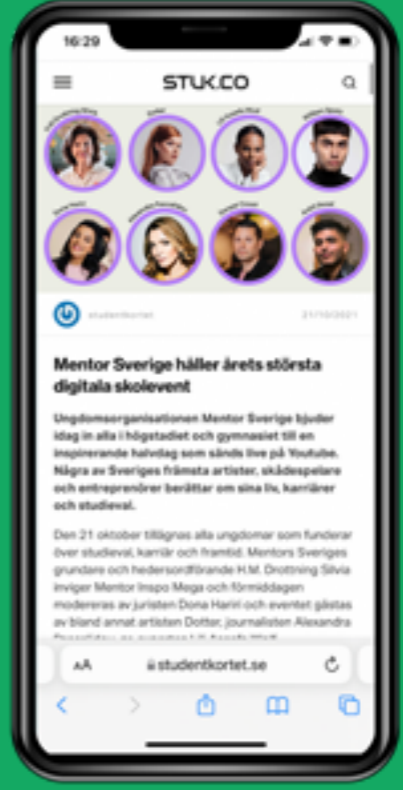 16:29
STUK.CO
studentkortet
21/10/2021
Mentor Sverige håller årets största
digitala skolevent
Ungdomsorganisationen Mentor Sverige bjuder
idag in alla i högstadiet och gymnasiet till en
inspirerande halvdag som sänds live på Youtube.
Några av Sveriges främsta artister, skådespelare
och entreprenörer berättar om sina liv, karriärer
och studieval.
Den 21 oktober tillägnas alla ungdomar som funderar
över studieval, karriär och framtid. Mentors Sveriges
grundare och hedersordförande H.M. Drottning Silvia
inviger Mentor Inspo Mega och förmiddagen
modereras av juristen Dona Hariri och eventet gästas
av bland annat artisten Dotter, journalisten Alexandra
AA
studentkortet.se